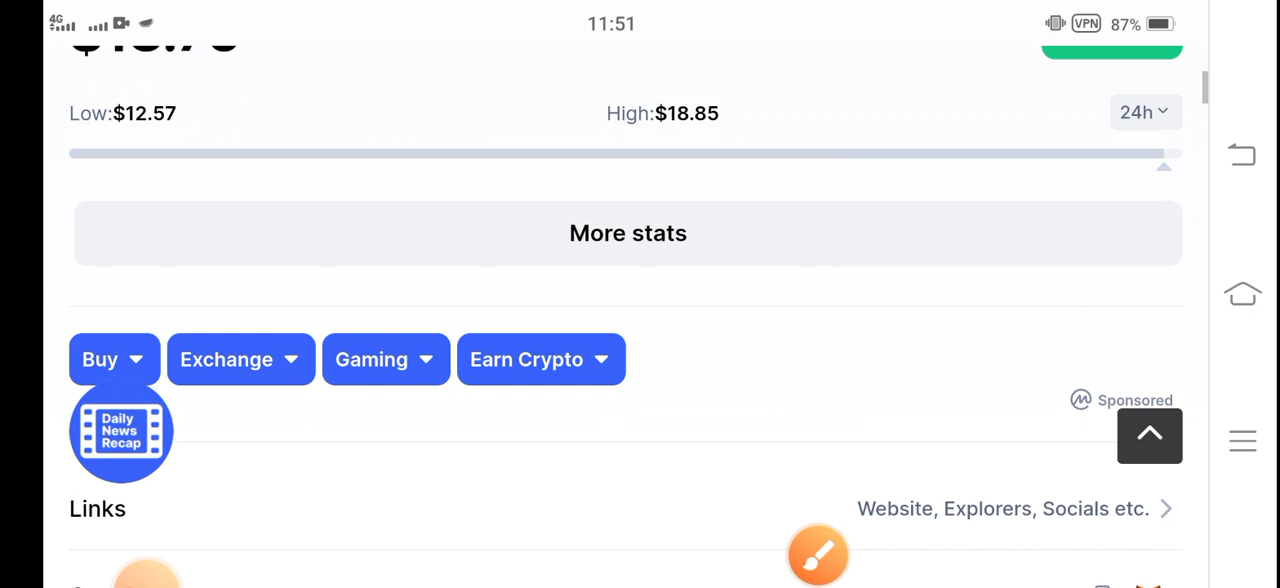 4G 11:51 VPN 87%
Low:$12.57 High:$18.85 24h
More stats
Buy Exchange Gaming Earn Crypto
Sponsored
Daily
News
Recap
Links Website, Explorers, Socials etc.